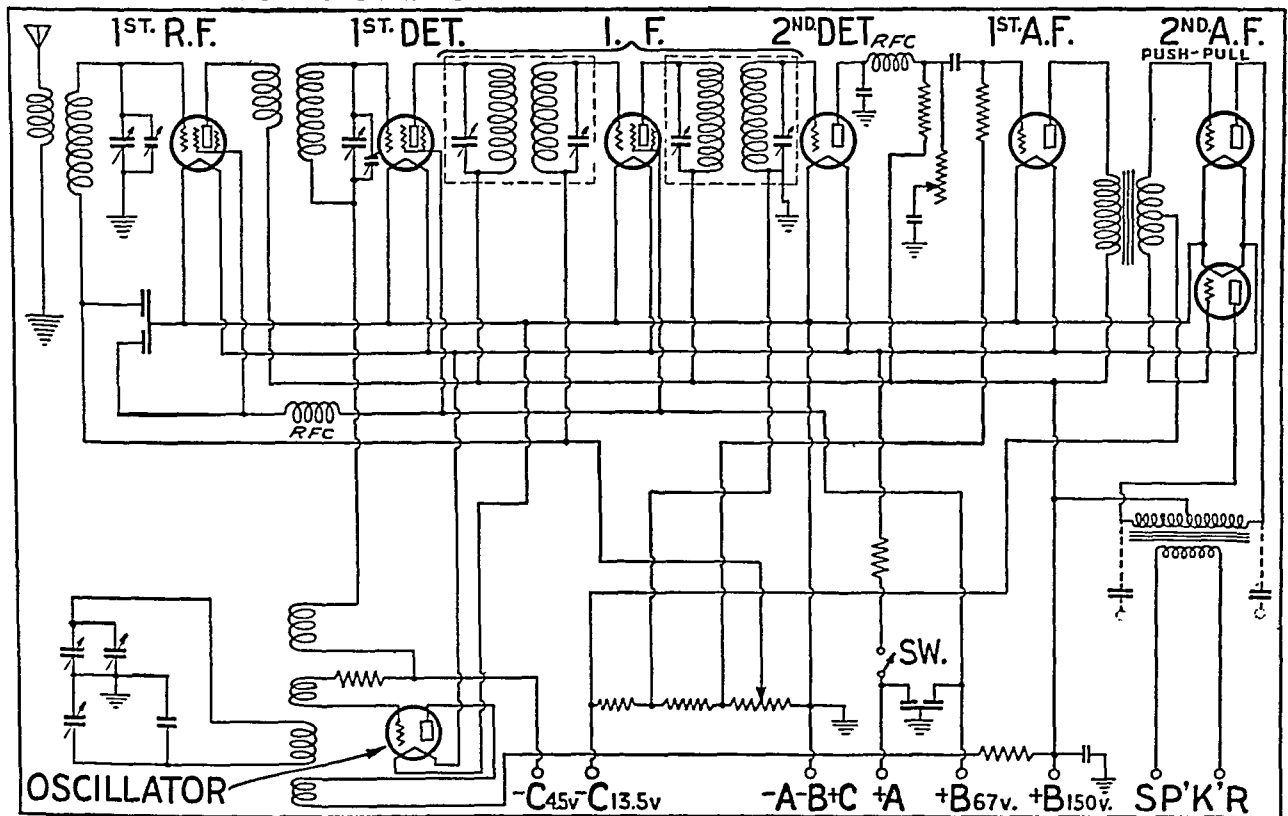 1ST. R.F. 1ST. DET. I. F. 2ND. DET. RFC 1ST. A.F. 2ND. A.F.
PUSH-PULL
RFC
SW.
OSCILLATOR
-C45v -C13.5v -A-B+C +A +B67v. +B150v. SP'K'R